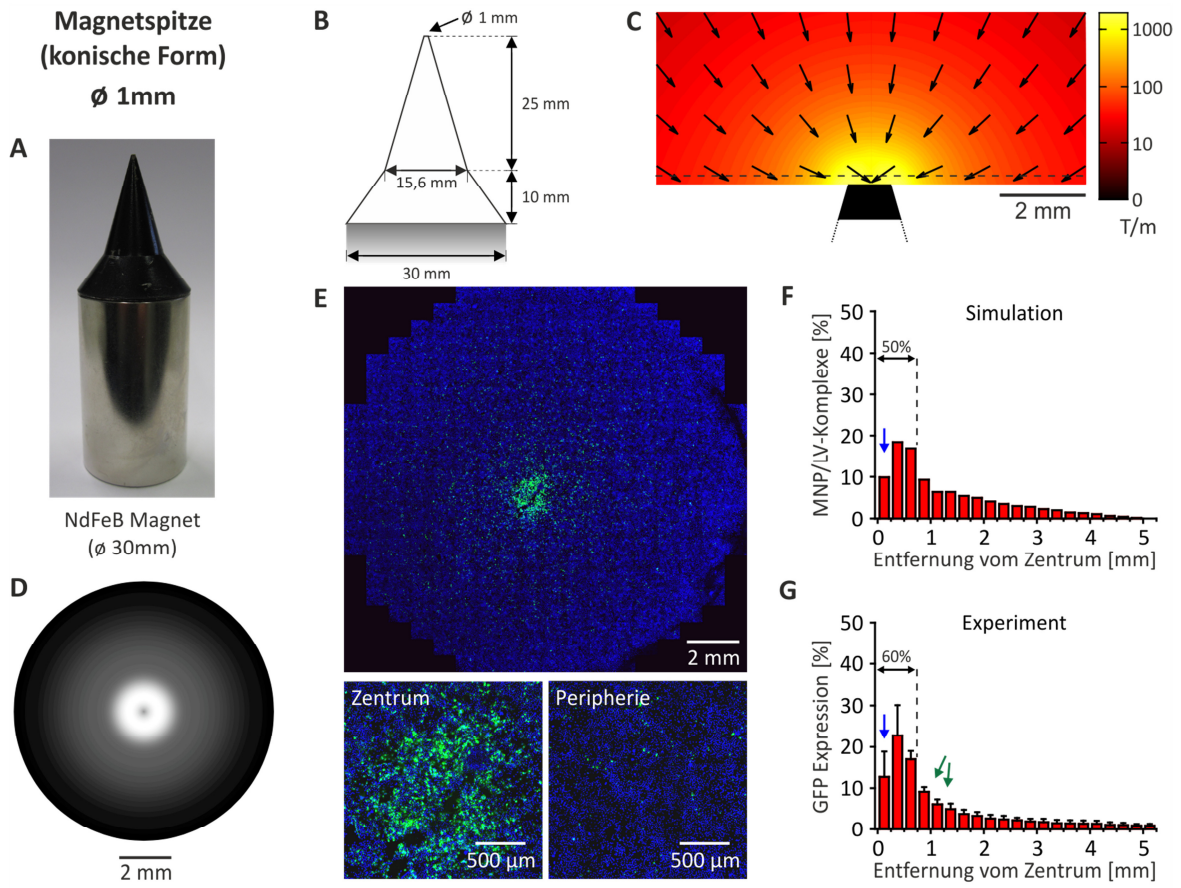 Magnetspitze
(konische Form)
ø 1mm
A
NdFeB Magnet
(ø 30mm)
B
ø 1 mm
25 mm
15,6 mm
10 mm
30 mm
C
1000
100
10
0
T/m
2 mm
D
2 mm
E
2 mm
Zentrum
500 µm
Peripherie
500 µm
F
Simulation
MNP/LV-Komplexe [%]
50
40
30
20
10
0
50%
0 1 2 3 4 5
Entfernung vom Zentrum [mm]
G
Experiment
GFP Expression [%]
50
40
30
20
10
0
60%
0 1 2 3 4 5
Entfernung vom Zentrum [mm]